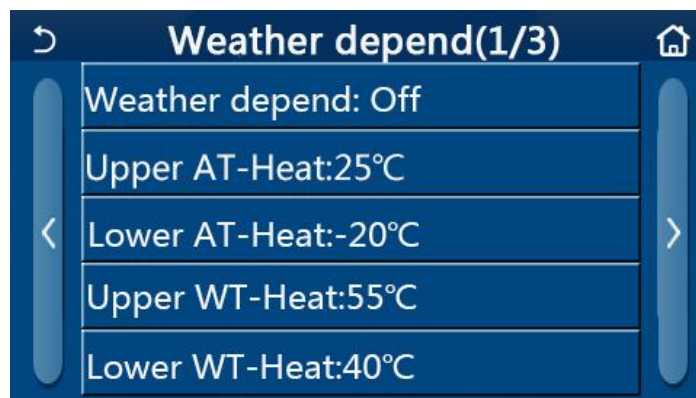 Weather depend(1/3)
Weather depend: Off
Upper AT-Heat:25℃
Lower AT-Heat:-20℃
Upper WT-Heat:55℃
Lower WT-Heat:40℃